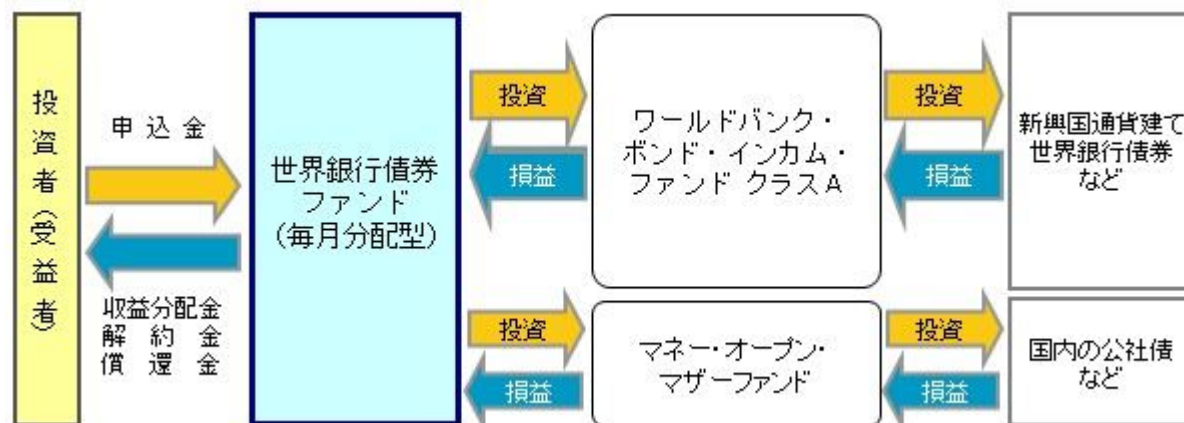 投資者(受益者)
申込金
収益分配金
解約金
償還金
世界銀行債券
ファンド
(毎月分配型)
投資
損益
ワールドバンク・
ボンド・インカム・
ファンド クラスA
投資
損益
新興国通貨建て
世界銀行債券
など
投資
損益
マネー・オープン・
マザーファンド
投資
損益
国内の公社債
など